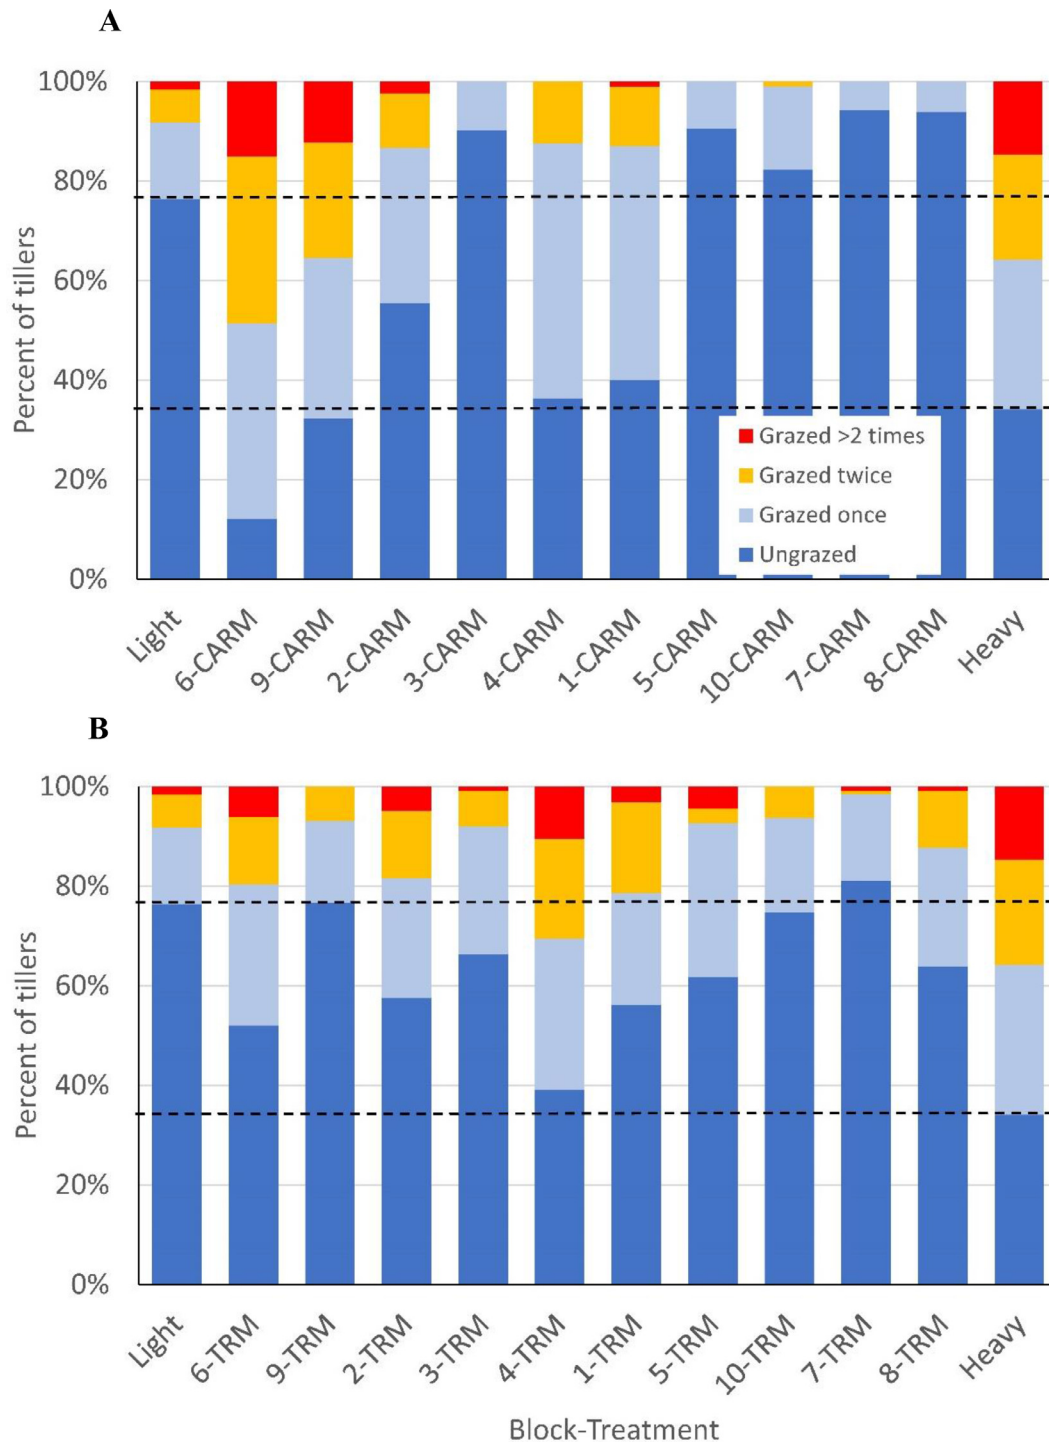 A
100%
80%
60%
40%
20%
0%
Percent of tillers
Grazed >2 times
Grazed twice
Grazed once
Ungrazed
Light
6-CARM
9-CARM
2-CARM
3-CARM
4-CARM
1-CARM
5-CARM
10-CARM
7-CARM
8-CARM
Heavy
B
100%
80%
60%
40%
20%
0%
Percent of tillers
Light
6-TRM
9-TRM
2-TRM
3-TRM
4-TRM
1-TRM
5-TRM
10-TRM
7-TRM
8-TRM
Heavy
Block-Treatment